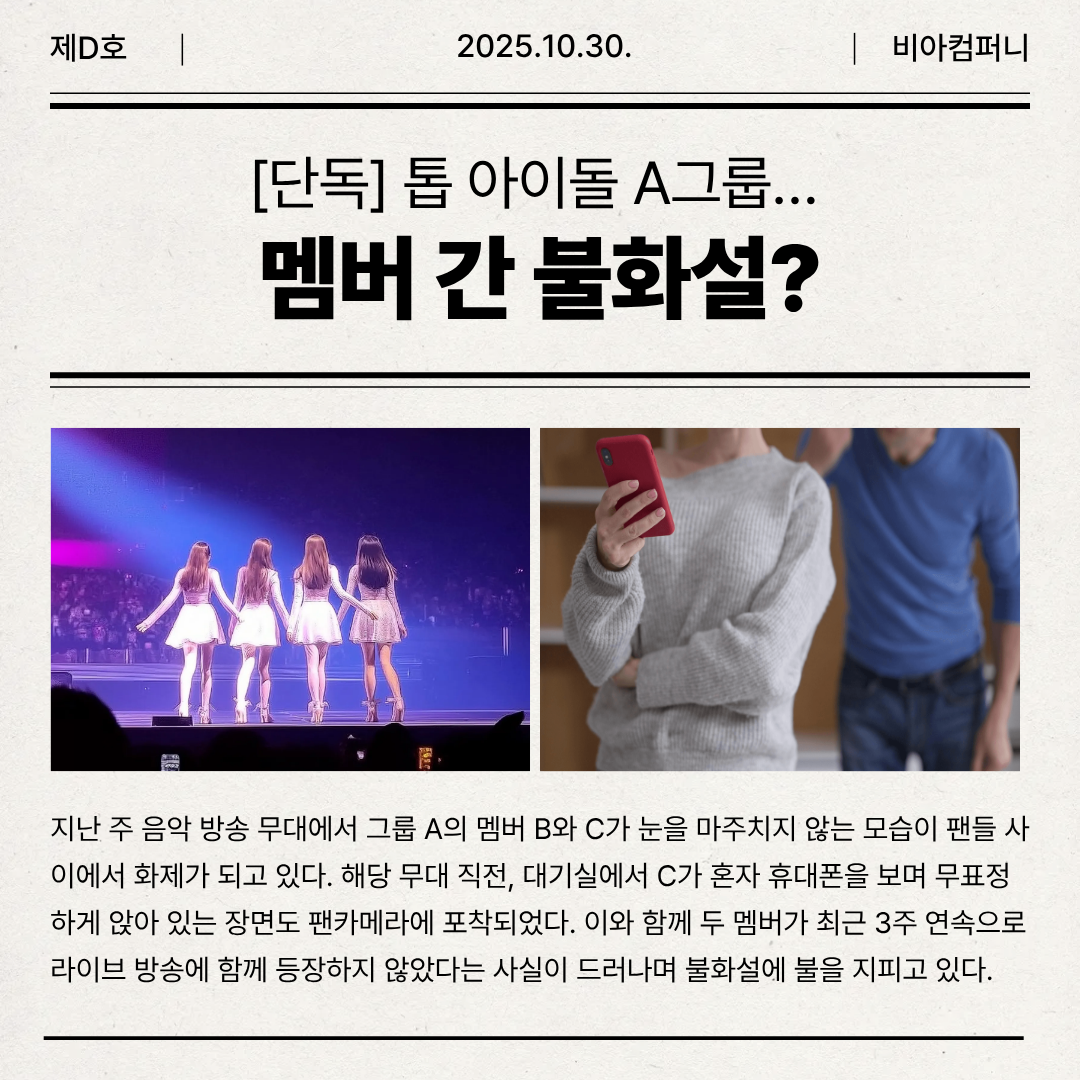 제D호 | 2025.10.30. | 비아컴퍼니
[단독] 톱 아이돌 A그룹...
멤버 간 불화설?
지난 주 음악 방송 무대에서 그룹 A의 멤버 B와 C가 눈을 마주치지 않는 모습이 팬들 사
이에서 화제가 되고 있다. 해당 무대 직전, 대기실에서 C가 혼자 휴대폰을 보며 무표정
하게 앉아 있는 장면도 팬카메라에 포착되었다. 이와 함께 두 멤버가 최근 3주 연속으로
라이브 방송에 함께 등장하지 않았다는 사실이 드러나며 불화설에 불을 지피고 있다.